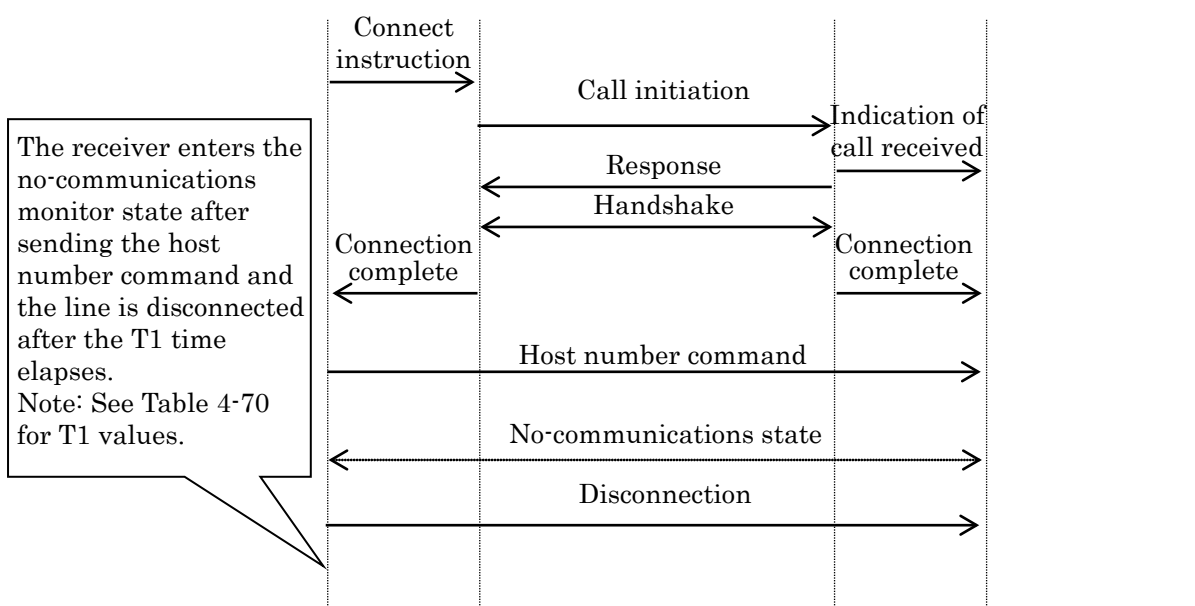 Connect
instruction
Call initiation
Indication of
call received
Response
Handshake
Connection
complete
Connection
complete
Host number command
No-communications state
Disconnection
The receiver enters the
no-communications
monitor state after
sending the host
number command and
the line is disconnected
after the T1 time
elapses.
Note: See Table 4-70
for T1 values.